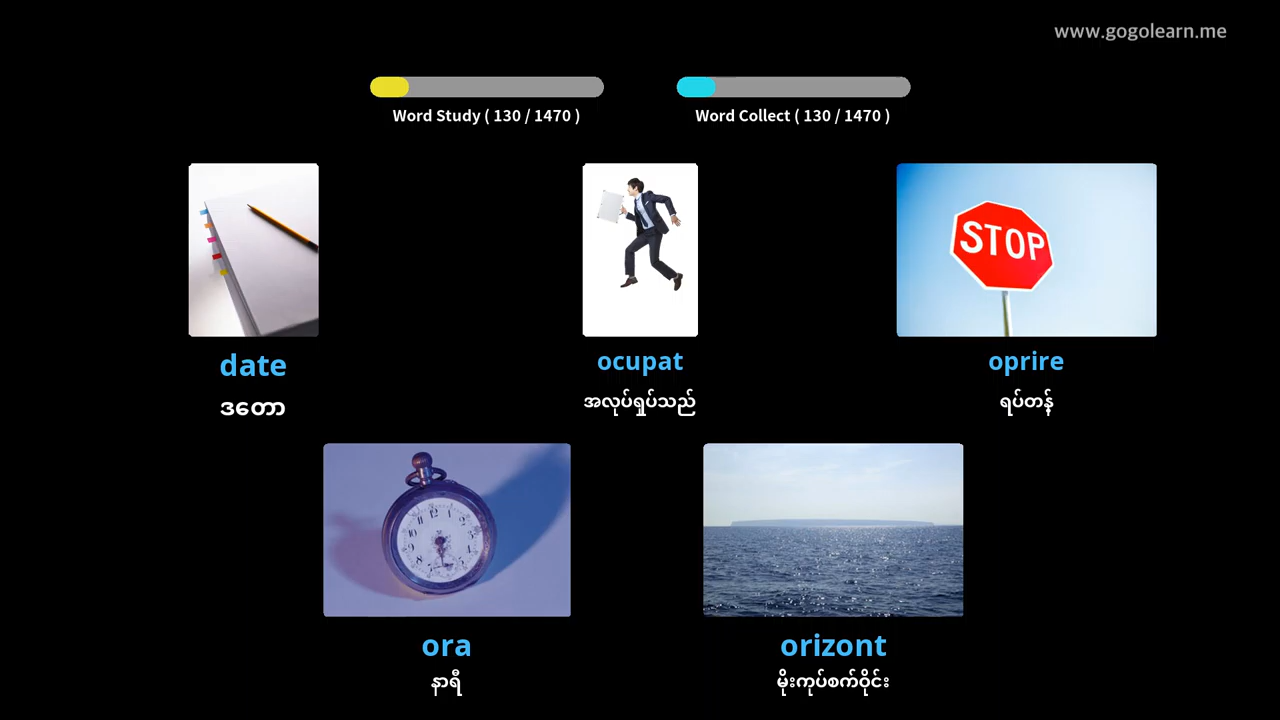 www.gogolearn.me
Word Study ( 130 / 1470 )
Word Collect ( 130 / 1470 )
STOP
date
ဒတော
ocupat
အလုပ်ရှုပ်သည်
oprire
ရပ်တန့်
12
ora
နာရီ
orizont
မိုးကုပ်စက်ဝိုင်း